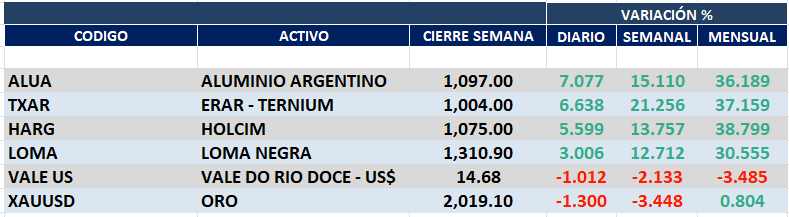 VARIACIÓN %
CODIGO ACTIVO CIERRE SEMANA DIARIO SEMANAL MENSUAL
ALUA ALUMINIO ARGENTINO 1,097.00 7.077 15.110 36.189
TXAR ERAR - TERNIUM 1,004.00 6.638 21.256 37.159
HARG HOLCIM 1,075.00 5.599 13.757 38.799
LOMA LOMA NEGRA 1,310.90 3.006 12.712 30.555
VALE US VALE DO RIO DOCE - US$ 14.68 -1.012 -2.133 -3.485
XAUUSD ORO 2,019.10 -1.300 -3.448 0.804